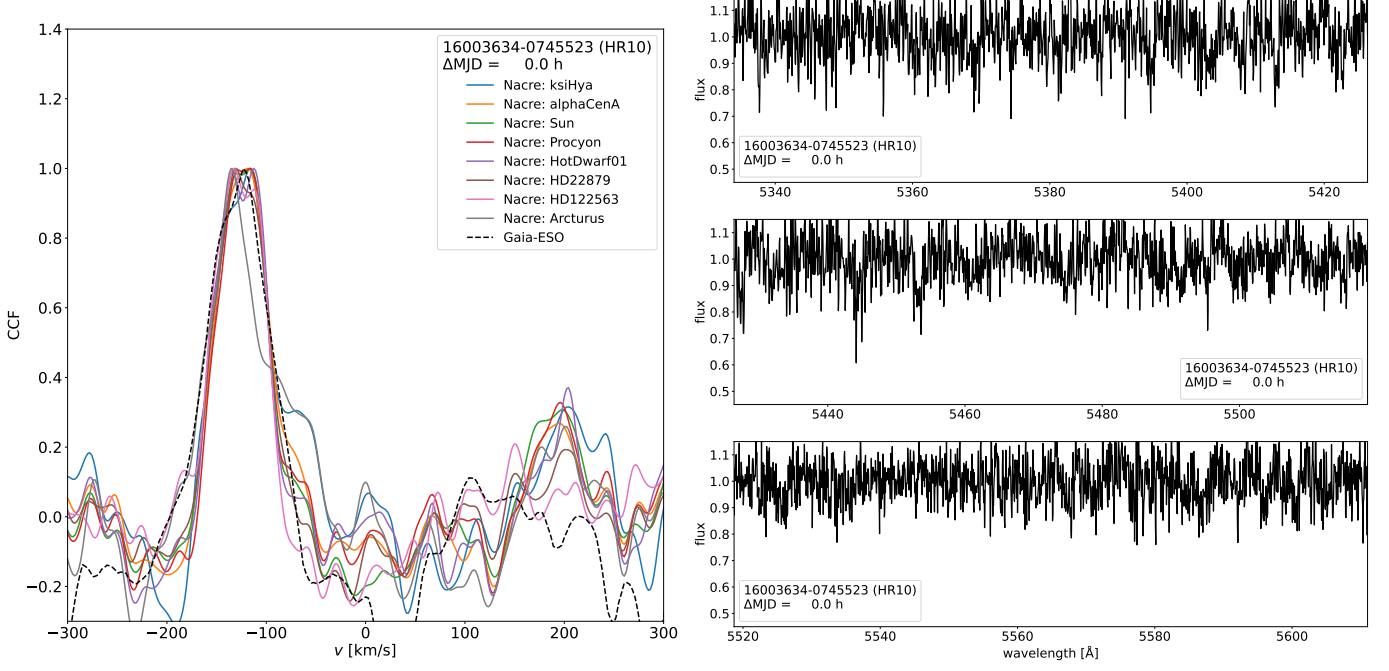 1.4
1.2
1.0
0.8
0.6
0.4
0.2
0.0
−0.2
CCF
−300
−200
−100
0
100
200
300
v [km/s]
16003634-0745523 (HR10)
ΔMJD = 0.0 h
Nacre: ksiHya
Nacre: alphaCenA
Nacre: Sun
Nacre: Procyon
Nacre: HotDwarf01
Nacre: HD22879
Nacre: HD122563
Nacre: Arcturus
Gaia-ESO
1.1
1.0
0.9
0.8
0.7
0.6
0.5
flux
16003634-0745523 (HR10)
ΔMJD = 0.0 h
5340
5360
5380
5400
5420
1.1
1.0
0.9
0.8
0.7
0.6
0.5
flux
16003634-0745523 (HR10)
ΔMJD = 0.0 h
5440
5460
5480
5500
1.1
1.0
0.9
0.8
0.7
0.6
0.5
flux
16003634-0745523 (HR10)
ΔMJD = 0.0 h
5520
5540
5560
5580
5600
wavelength [Å]